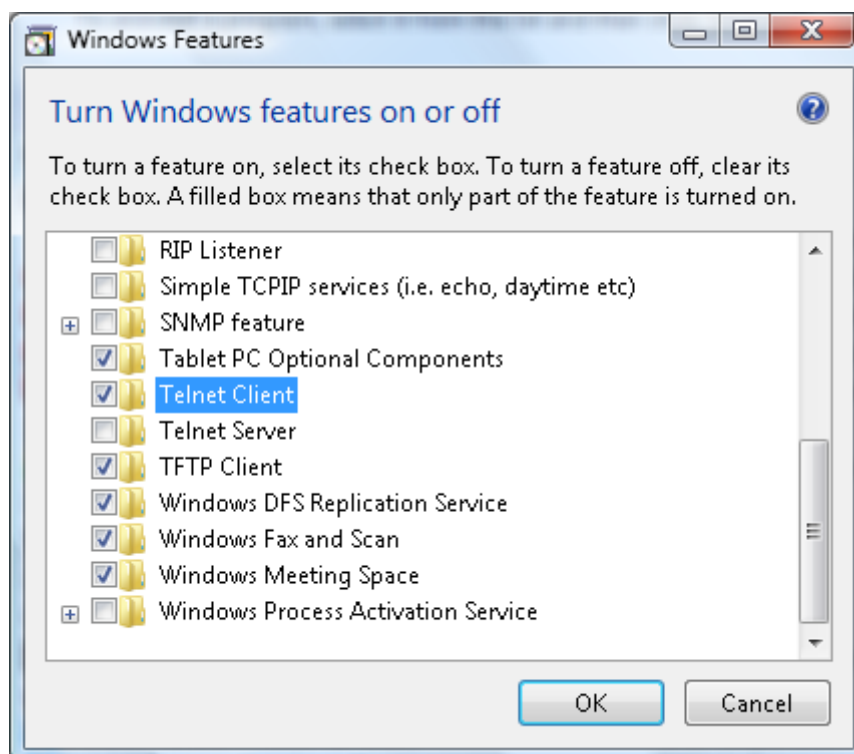 Windows Features
Turn Windows features on or off
To turn a feature on, select its check box. To turn a feature off, clear its
check box. A filled box means that only part of the feature is turned on.
RIP Listener
Simple TCPIP services (i.e. echo, daytime etc)
SNMP feature
Tablet PC Optional Components
Telnet Client
Telnet Server
TFTP Client
Windows DFS Replication Service
Windows Fax and Scan
Windows Meeting Space
Windows Process Activation Service
OK
Cancel